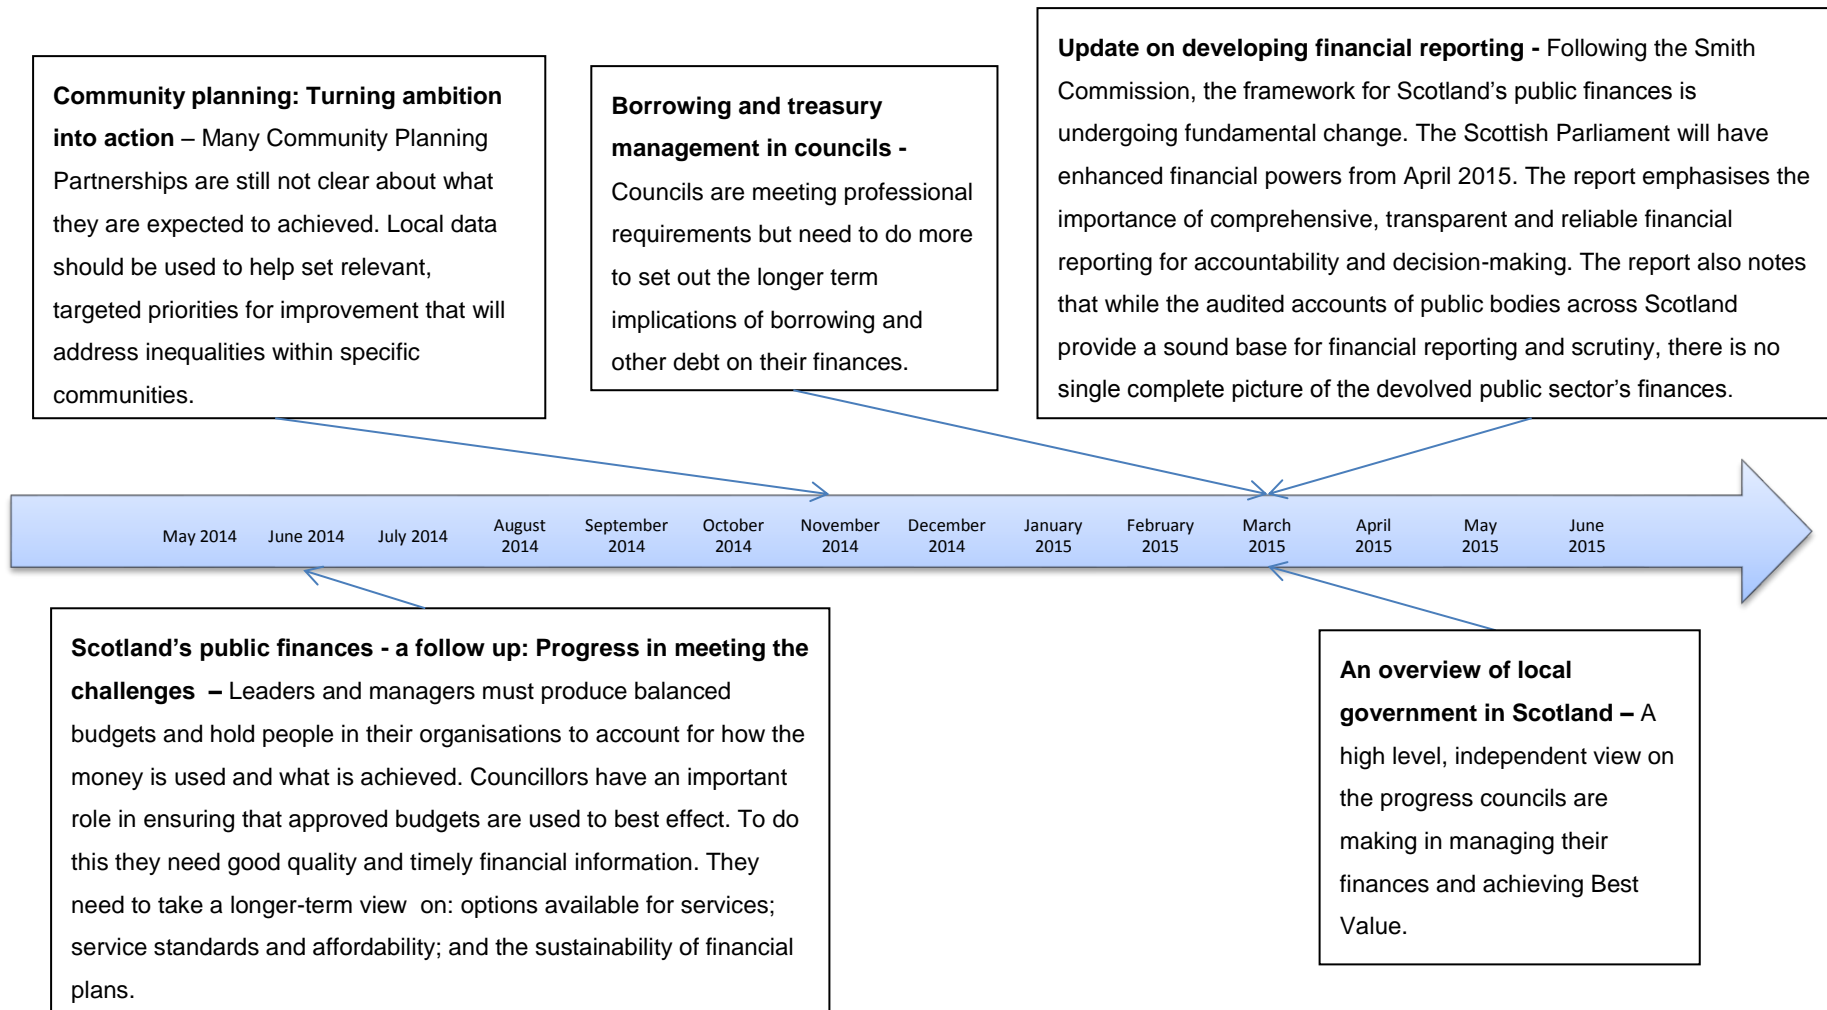 Community planning: Turning ambition
into action – Many Community Planning
Partnerships are still not clear about what
they are expected to achieved. Local data
should be used to help set relevant,
targeted priorities for improvement that will
address inequalities within specific
communities.
Borrowing and treasury
management in councils -
Councils are meeting professional
requirements but need to do more
to set out the longer term
implications of borrowing and
other debt on their finances.
Update on developing financial reporting - Following the Smith
Commission, the framework for Scotland’s public finances is
undergoing fundamental change. The Scottish Parliament will have
enhanced financial powers from April 2015. The report emphasises the
importance of comprehensive, transparent and reliable financial
reporting for accountability and decision-making. The report also notes
that while the audited accounts of public bodies across Scotland
provide a sound base for financial reporting and scrutiny, there is no
single complete picture of the devolved public sector’s finances.
May 2014
June 2014
July 2014
August
2014
September
2014
October
2014
November
2014
December
2014
January
2015
February
2015
March
2015
April
2015
May
2015
June
2015
Scotland’s public finances - a follow up: Progress in meeting the
challenges – Leaders and managers must produce balanced
budgets and hold people in their organisations to account for how the
money is used and what is achieved. Councillors have an important
role in ensuring that approved budgets are used to best effect. To do
this they need good quality and timely financial information. They
need to take a longer-term view on: options available for services;
service standards and affordability; and the sustainability of financial
plans.
An overview of local
government in Scotland – A
high level, independent view on
the progress councils are
making in managing their
finances and achieving Best
Value.